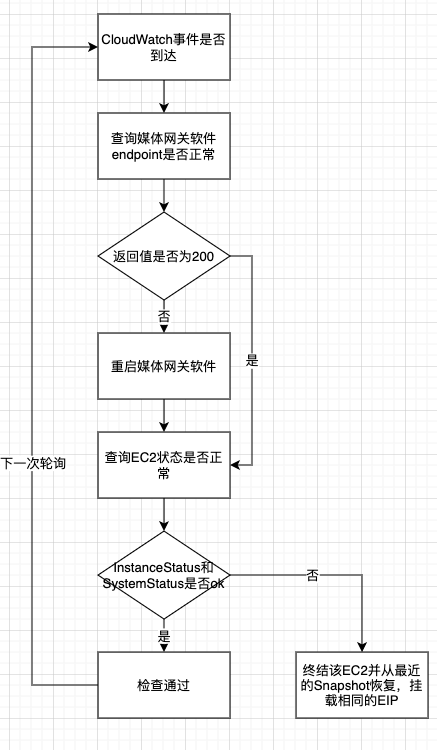 CloudWatch事件是否
到达
查询媒体网关软件
endpoint是否正常
返回值是否为200
否
重启媒体网关软件
是
查询EC2状态是否正
常
下一次轮询
InstanceStatus和
SystemStatus是否ok
否
是
检查通过
终结该EC2并从最近
的Snapshot恢复，挂
载相同的EIP